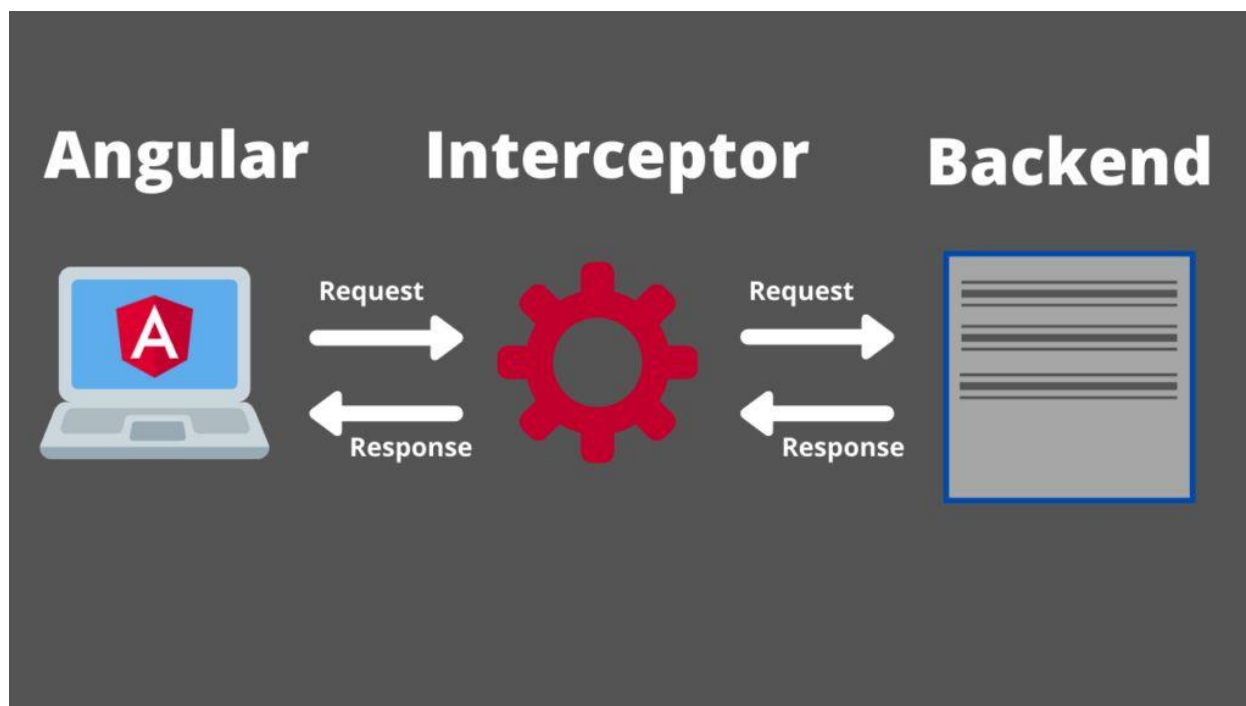 Angular Interceptor Backend
Request Request
A
Response Response